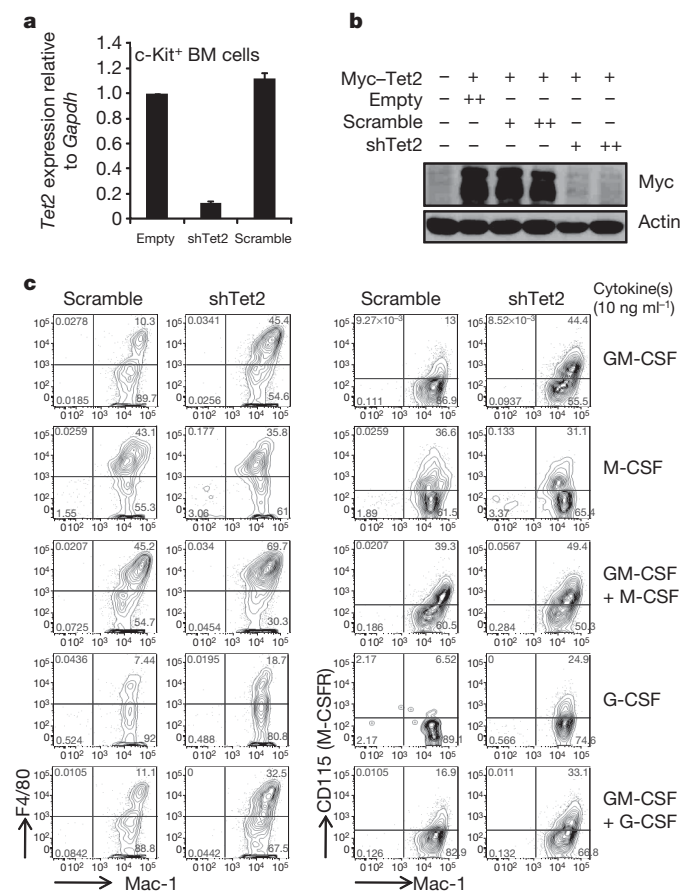 a
b
c-Kit⁺ BM cells
Tet2 expression relative
to Gapdh
1.4
1.2
1.0
0.8
0.6
0.4
0.2
0
Empty shTet2 Scramble
Myc–Tet2 – + + + + +
Empty – ++ – – – –
Scramble – – + ++ – –
shTet2 – – – – + ++
Myc
Actin
c
Scramble shTet2 Scramble shTet2 Cytokine(s)
(10 ng ml⁻¹)
0.0278 10.3 0.0341 45.4 9.27×10⁻³ 13 8.52×10⁻³ 44.4
GM-CSF
0.0185 89.7 0.0256 54.6 0.111 86.9 0.0937 55.5
0.0259 43.1 0.177 35.8 0.0259 36.6 0.133 31.1
M-CSF
1.55 55.3 3.06 61 1.89 61.5 3.37 65.4
0.0207 45.2 0.034 69.7 0.0207 39.3 0.0567 49.4
GM-CSF
+ M-CSF
0.0725 54.7 0.0454 30.3 0.186 60.5 0.284 50.3
0.0436 7.44 0.0195 18.7 2.17 6.52 0 24.9
G-CSF
0.524 92 0.488 80.8 2.17 89.1 0.566 74.6
0.0105 11.1 0 32.5 0.0105 16.9 0.011 33.1
GM-CSF
+ G-CSF
0.0842 88.8 0.0442 67.5 0.126 82.9 0.132 66.8
10⁵
10⁴
10³
10²
0
0 10² 10³ 10⁴ 10⁵
F4/80
CD115 (M-CSFR)
Mac-1 Mac-1